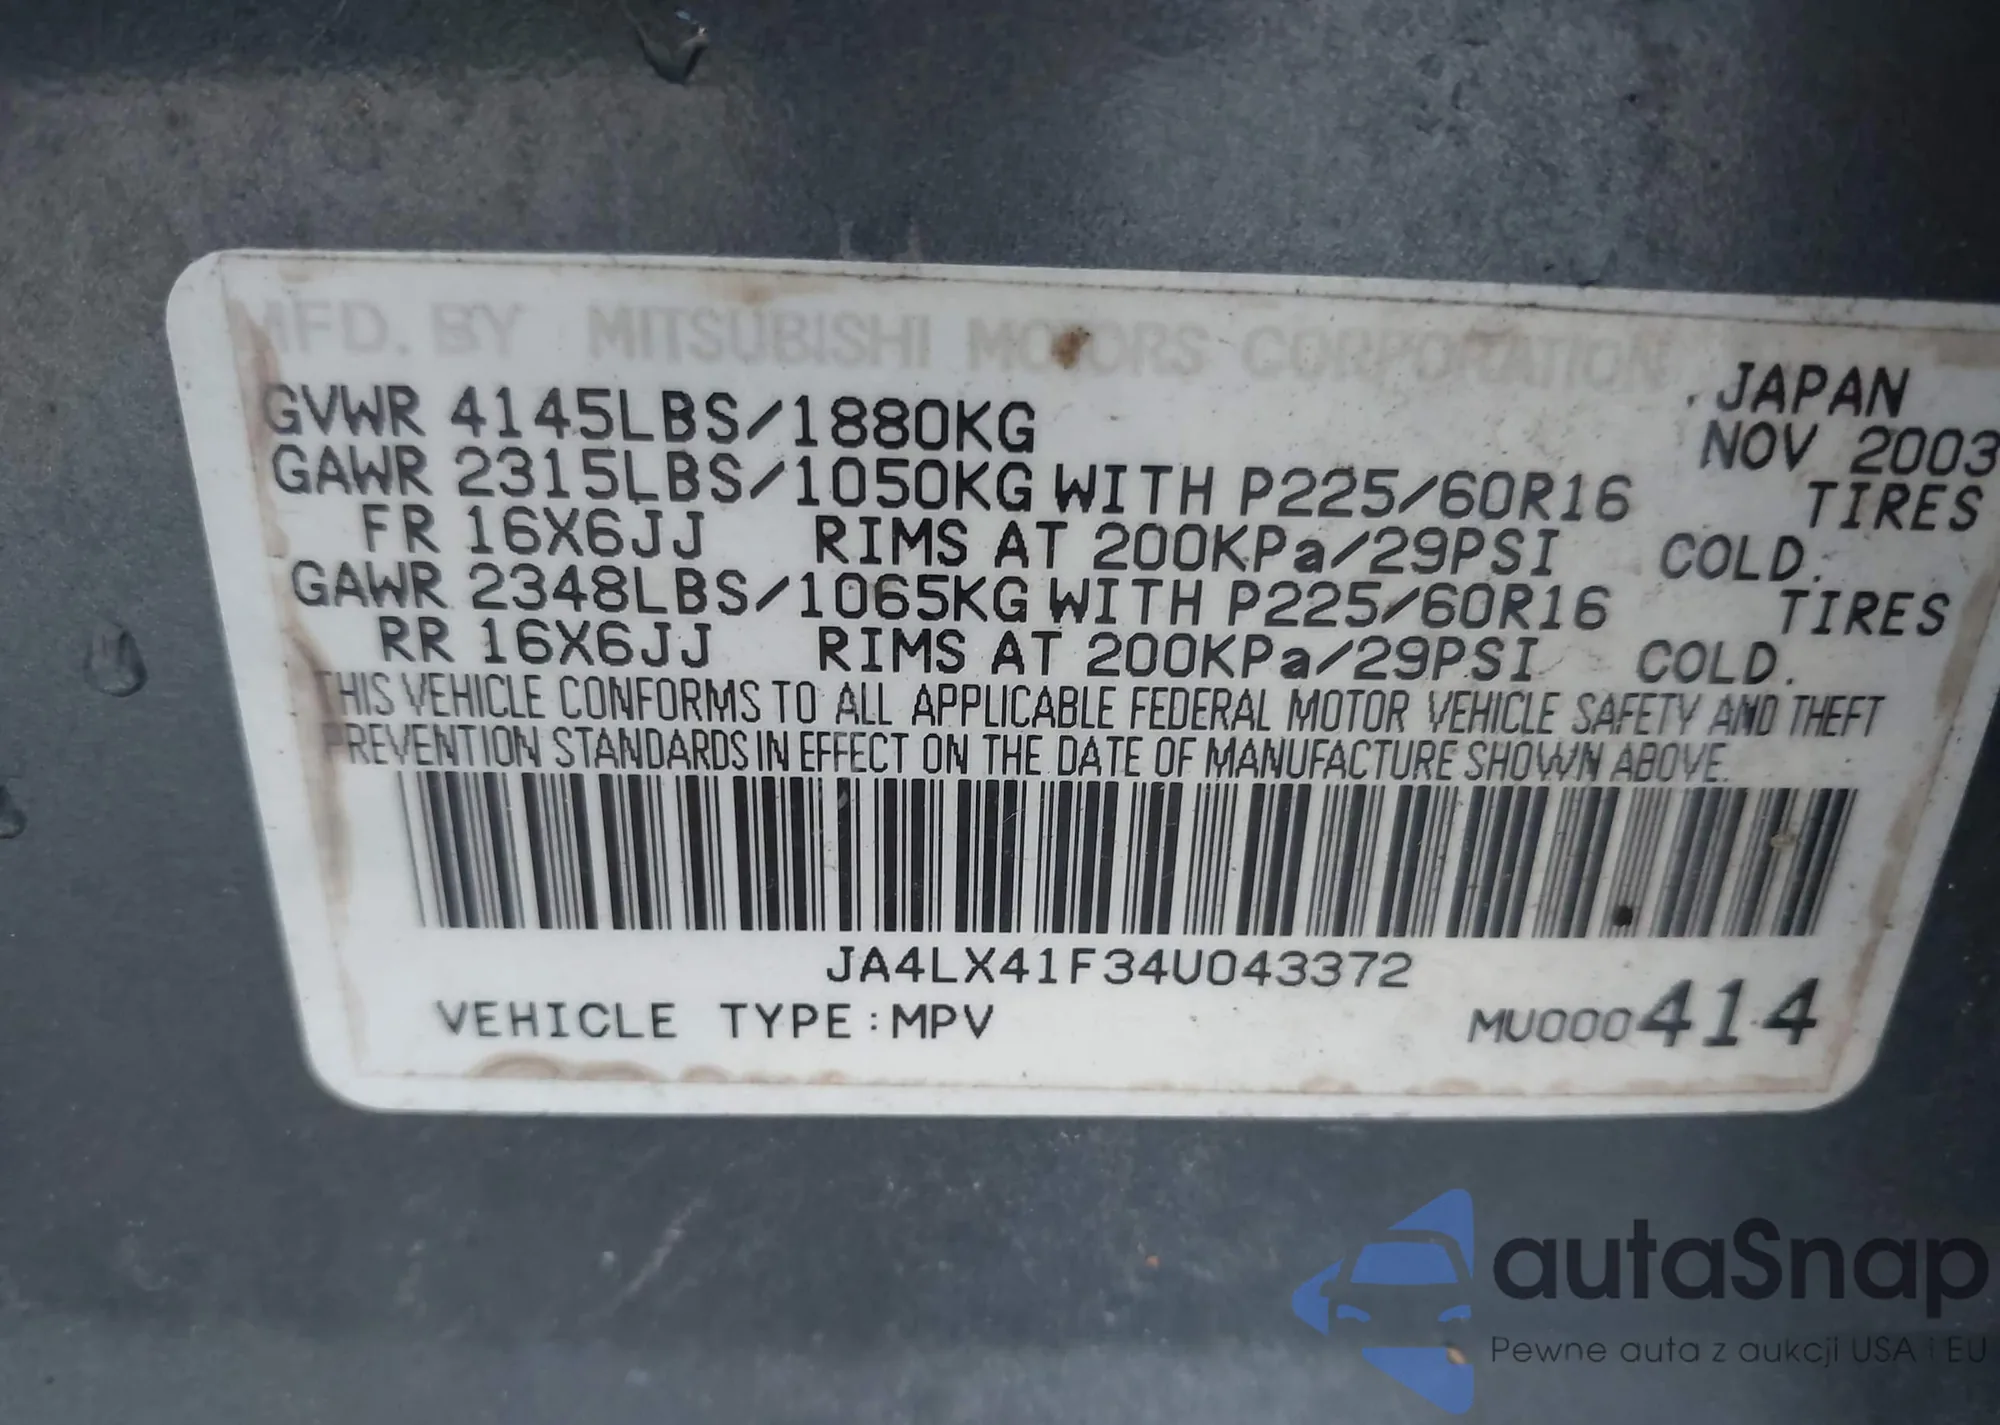 MFD. BY MITSUBISHI MOTORS CORPORATION
JAPAN
GVWR 4145LBS/1880KG
NOV 2003
GAWR 2315LBS/1050KG WITH P225/60R16 TIRES
FR 16X6JJ RIMS AT 200KPa/29PSI COLD.
GAWR 2348LBS/1065KG WITH P225/60R16 TIRES
RR 16X6JJ RIMS AT 200KPa/29PSI COLD.
THIS VEHICLE CONFORMS TO ALL APPLICABLE FEDERAL MOTOR VEHICLE SAFETY AND THEFT
PREVENTION STANDARDS IN EFFECT ON THE DATE OF MANUFACTURE SHOWN ABOVE.
JA4LX41F34U043372
VEHICLE TYPE:MPV
MU000414
autaSnap
Pewne auta z aukcji USA i EU